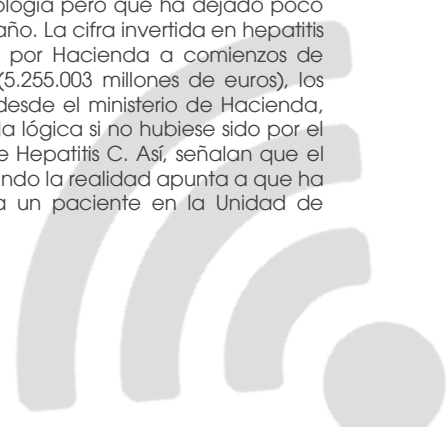 ología pero que ha dejado poco
año. La cifra invertida en hepatitis
por Hacienda a comienzos de
(5.255.003 millones de euros), los
desde el ministerio de Hacienda,
la lógica si no hubiese sido por el
e Hepatitis C. Así, señalan que el
ndo la realidad apunta a que ha
a un paciente en la Unidad de